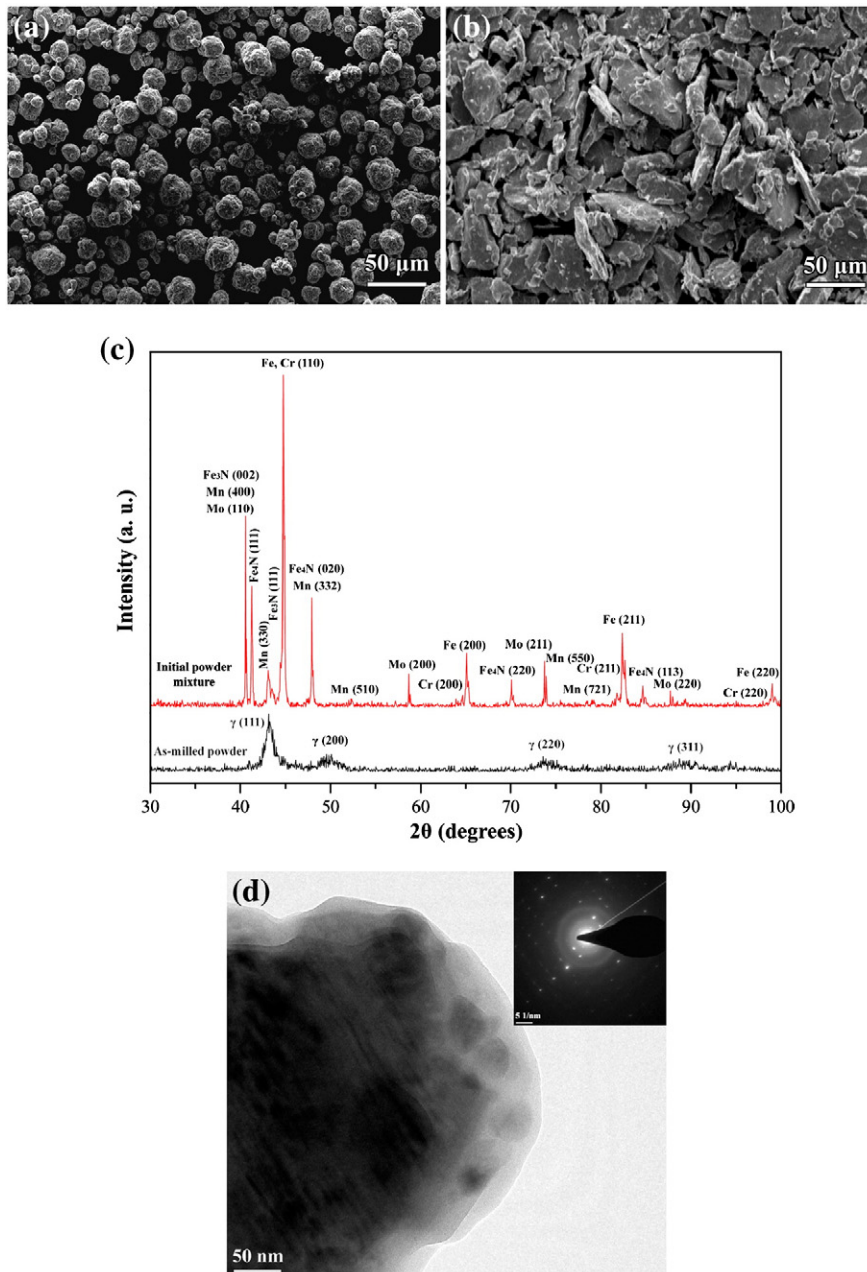 (a)
50 µm
(b)
50 µm
(c)
Fe, Cr (110)
Fe₃N (002)
Mn (400)
Mo (110)
Fe₄N (111)
Mn (330)
Fe₃N (111)
Fe₄N (020)
Mn (332)
Mn (510)
Mo (200)
Cr (200)
Fe (200)
Fe₄N (220)
Mo (211)
Mn (550)
Mn (721)
Cr (211)
Fe (211)
Fe₄N (113)
Mo (220)
Cr (220)
Fe (220)
Initial powder
mixture
γ (111)
As-milled powder
γ (200)
γ (220)
γ (311)
Intensity (a. u.)
30 40 50 60 70 80 90 100
2θ (degrees)
(d)
5 1/nm
50 nm